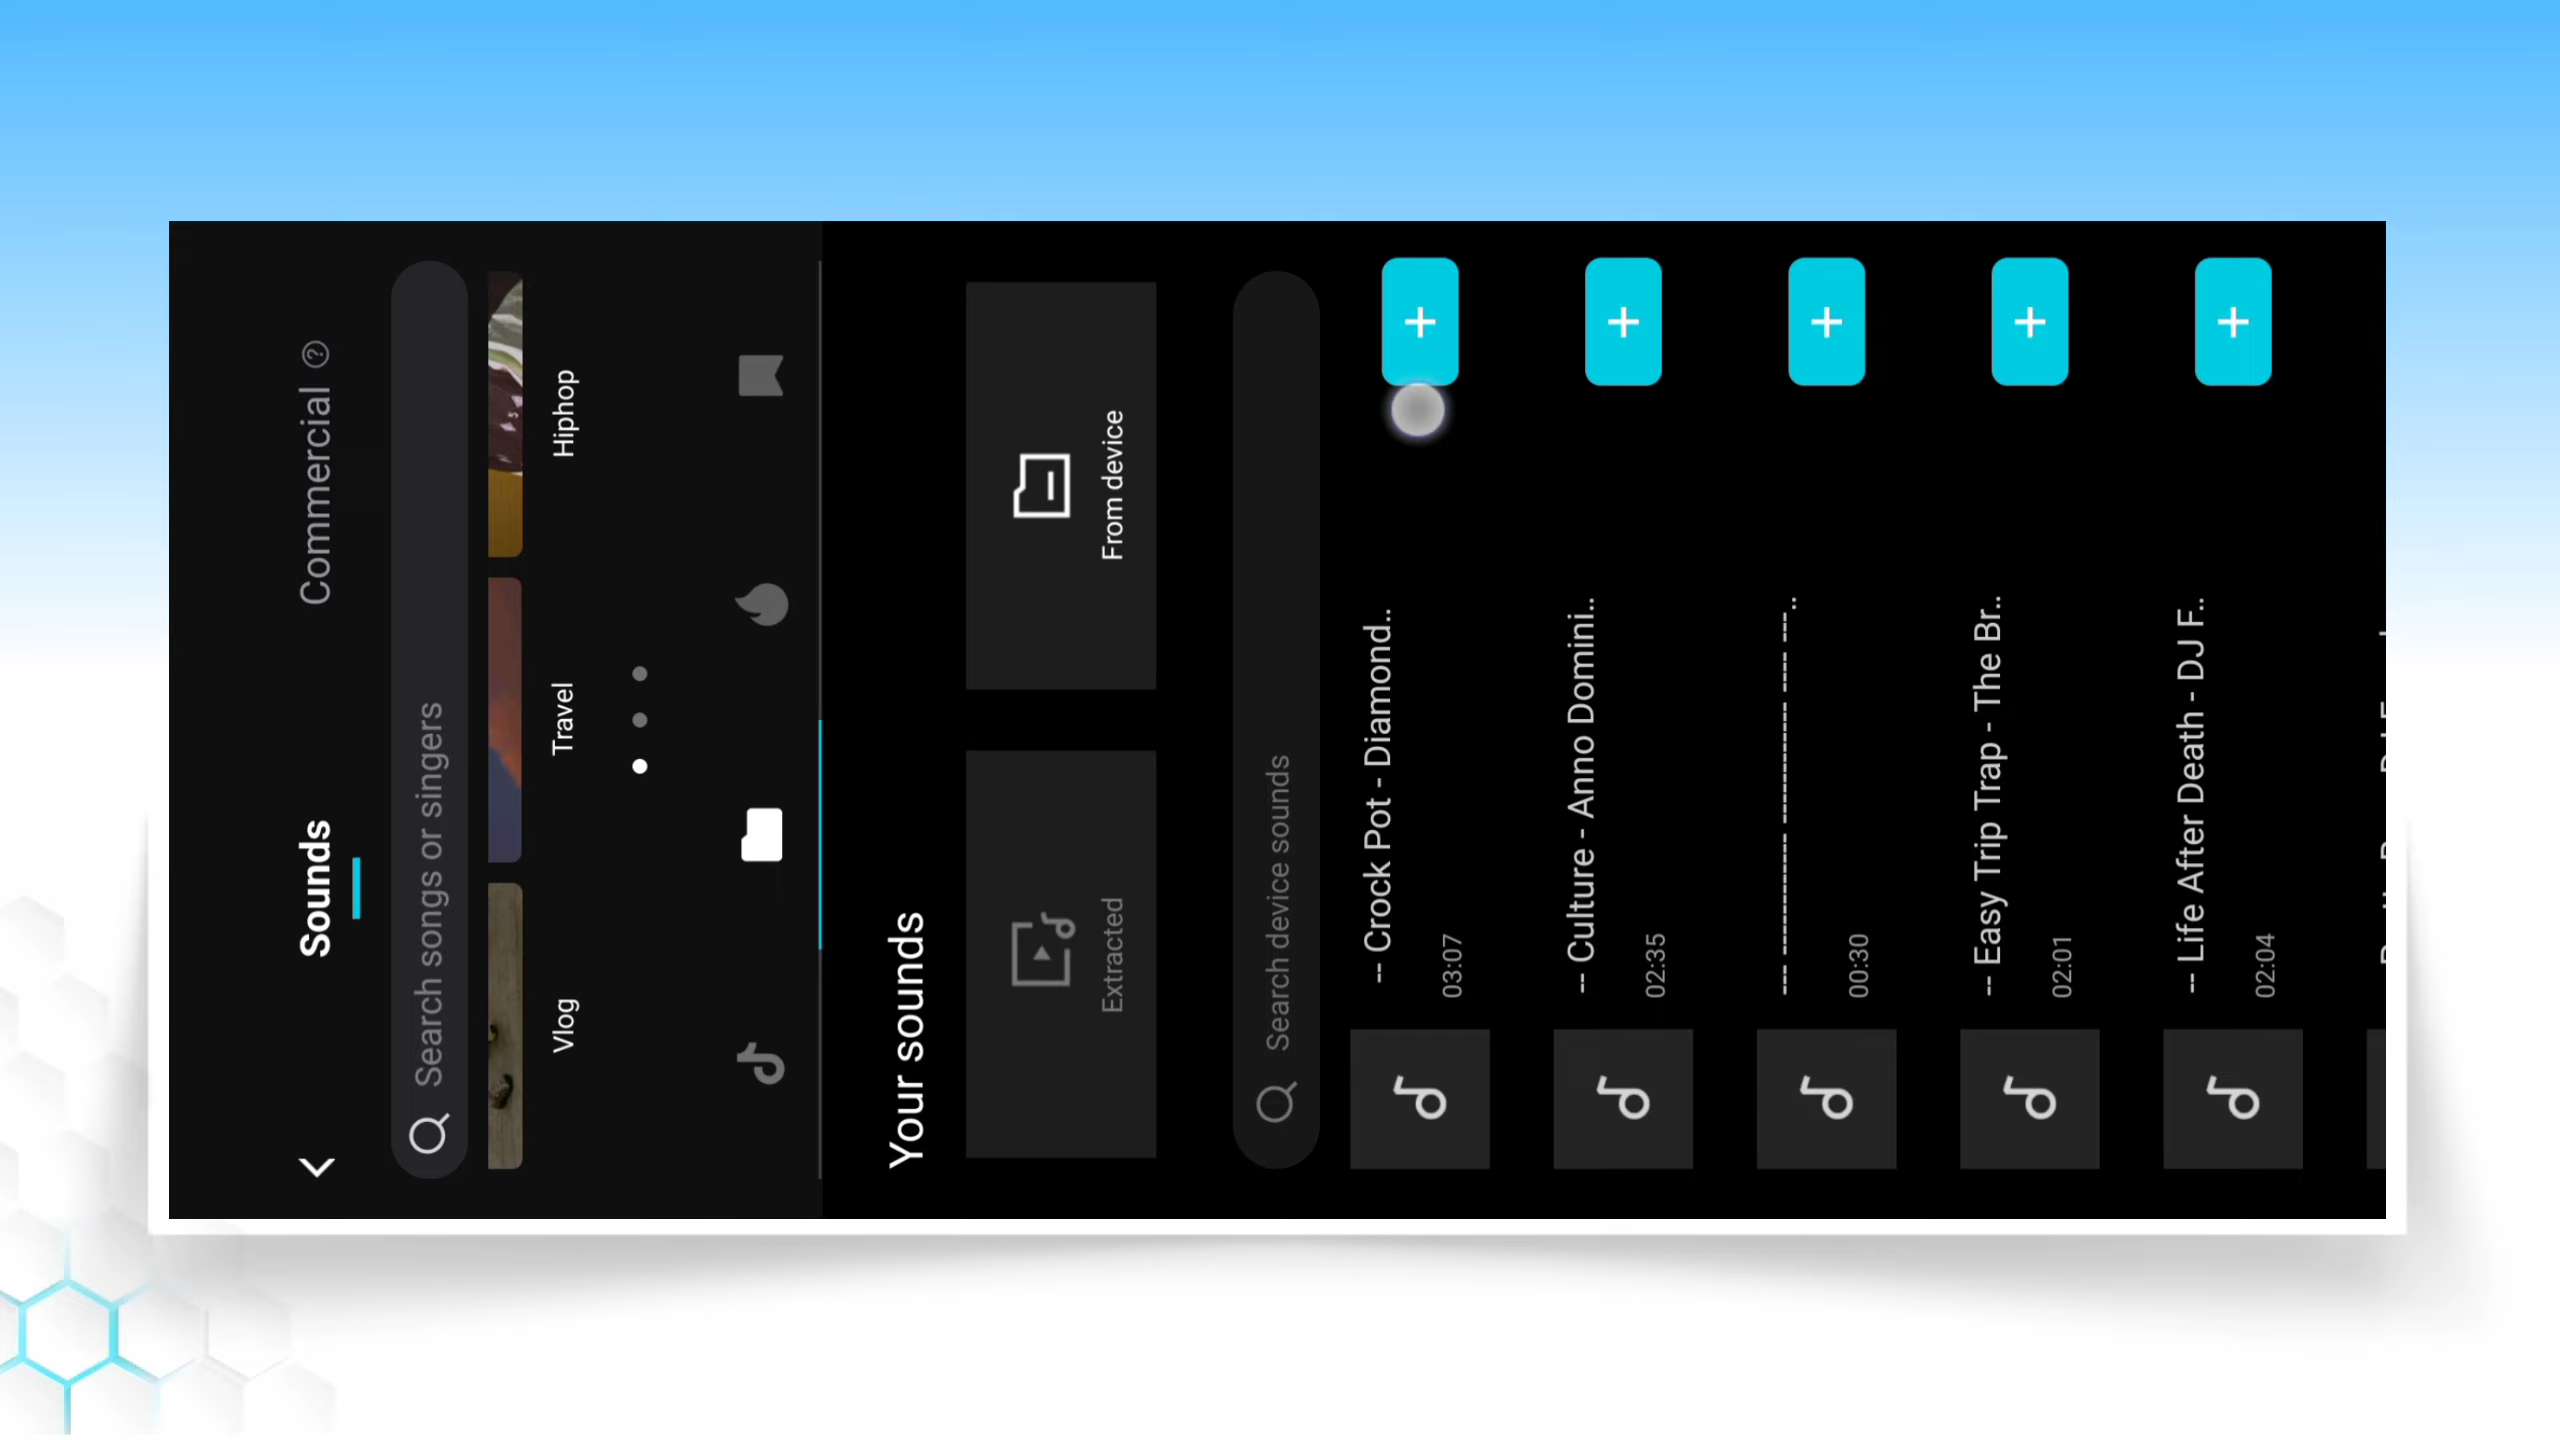 Sounds
Commercial
Search songs or singers
Vlog
Travel
Hiphop
Your sounds
Extracted
From device
Search device sounds
-- Crock Pot - Diamond..
03:07
-- Culture - Anno Domini..
02:35
00:30
-- Easy Trip Trap - The Br..
02:01
-- Life After Death - DJ F..
02:04